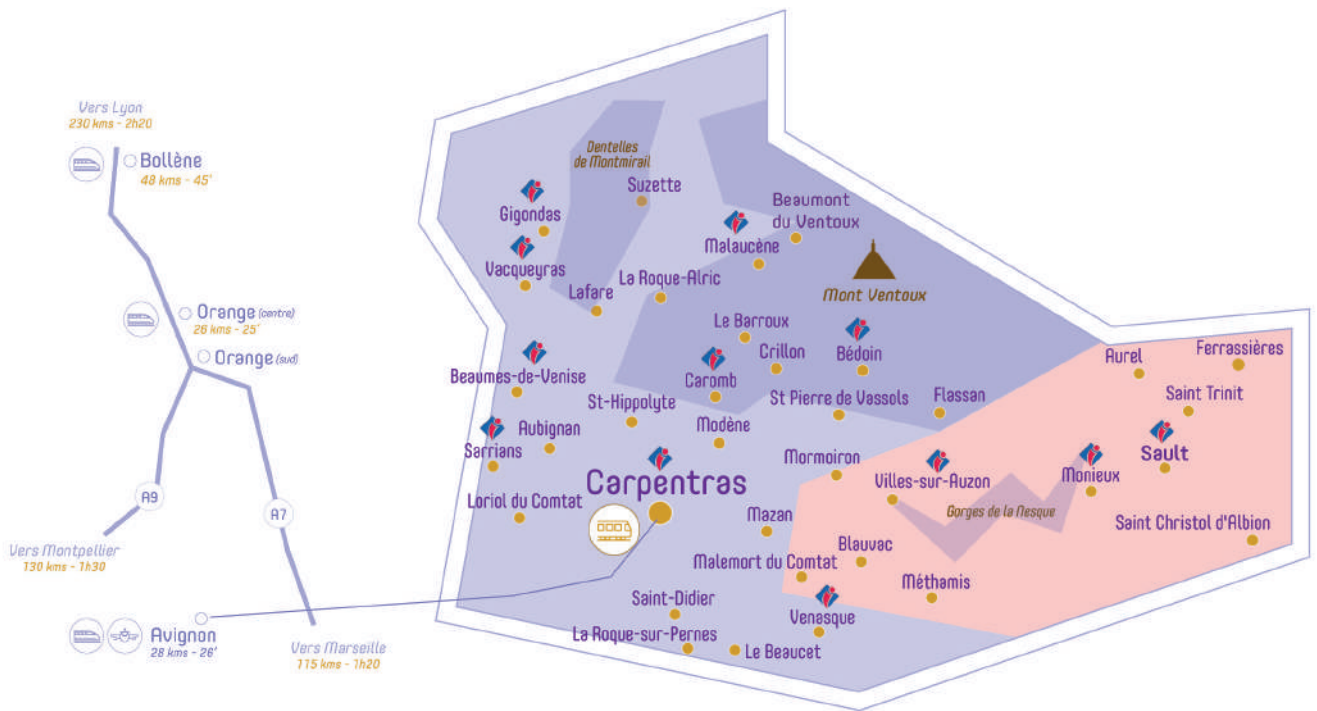 Vers Lyon
230 kms - 2h20
Bollène
48 kms - 45'
Orange (centre)
26 kms - 25'
Orange (sud)
A9
A7
Vers Montpellier
130 kms - 1h30
Avignon
28 kms - 26'
Vers Marseille
115 kms - 1h20
Dentelles
de Montmirail
Suzette
Gigondas
Beaumont
du Ventoux
Malaucène
Vacqueyras
La Roque-Alric
Lafare
Mont Ventoux
Le Barroux
Crillon
Bédoin
Beaumes-de-Venise
Caromb
St-Hippolyte
St Pierre de Vassols
Flassan
Aurel
Ferrassières
Saint Trinit
Sarrians
Aubignan
Modène
Mormoiron
Villes-sur-Auzon
Monieux
Sault
Carpentras
Loriol du Comtat
Mazan
Gorges de la Nesque
Saint Christol d'Albion
Malemort du Comtat
Blauvac
Méthamis
Saint-Didier
Venasque
La Roque-sur-Pernes
Le Beaucet